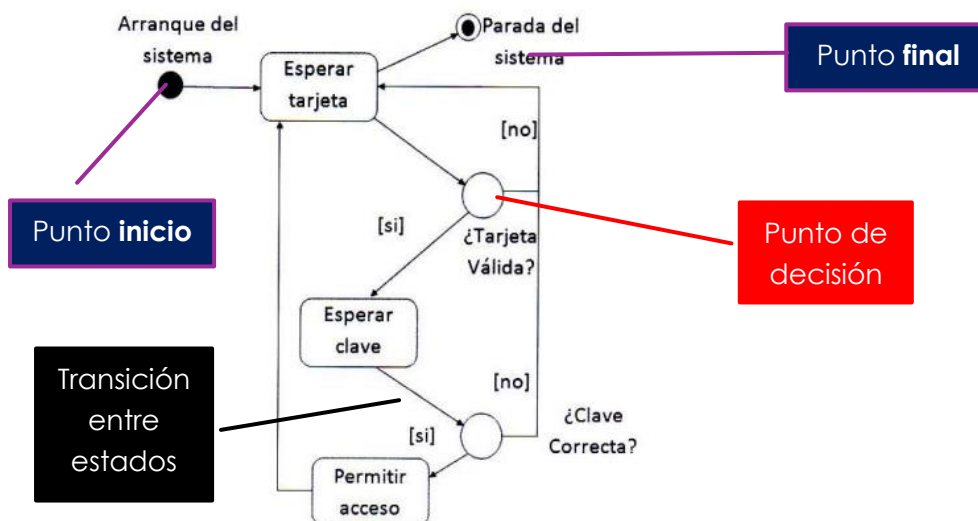 Arranque del
sistema
Parada del
sistema
Punto final
Esperar
tarjeta
[no]
Punto inicio
[si]
¿Tarjeta
Válida?
Punto de
decisión
Esperar
clave
Transición
entre
estados
[no]
[si]
¿Clave
Correcta?
Permitir
acceso